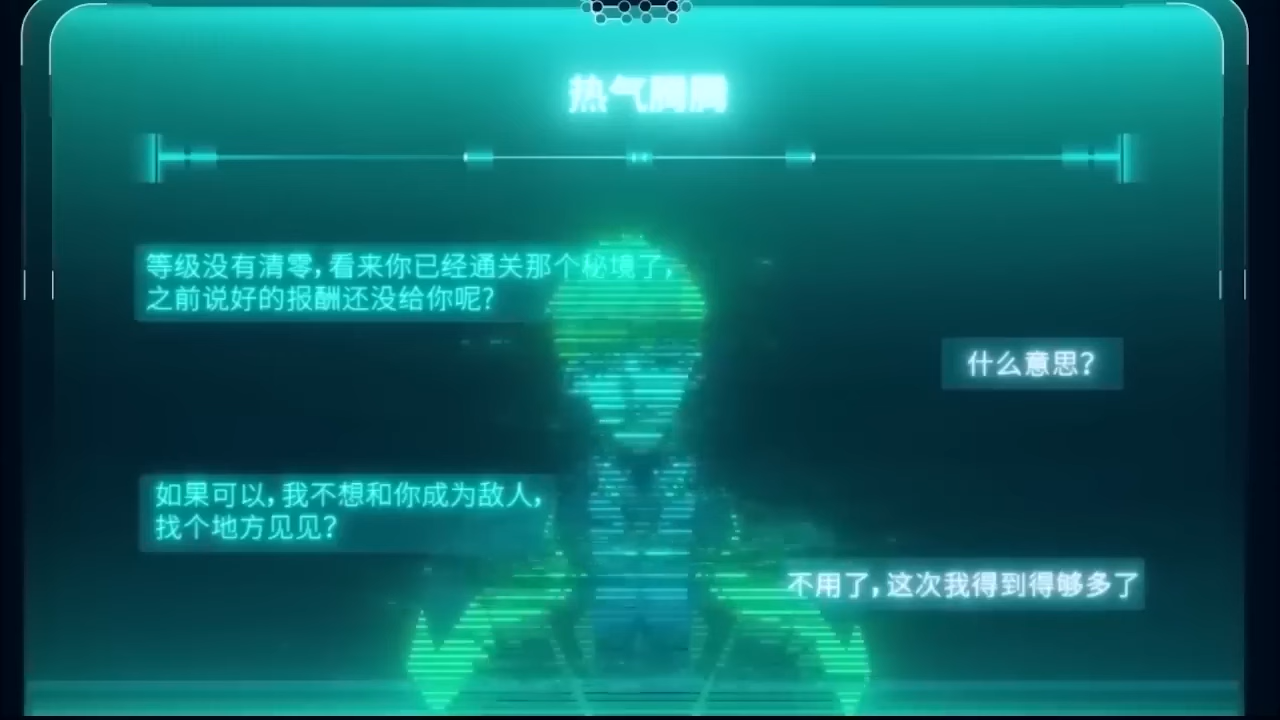 热气腾腾
等级没有清零，看来你已经通关那个秘境了，
之前说好的报酬还没给你呢？
什么意思？
如果可以，我不想和你成为敌人，
找个地方见见？
不用了，这次我得到得够多了